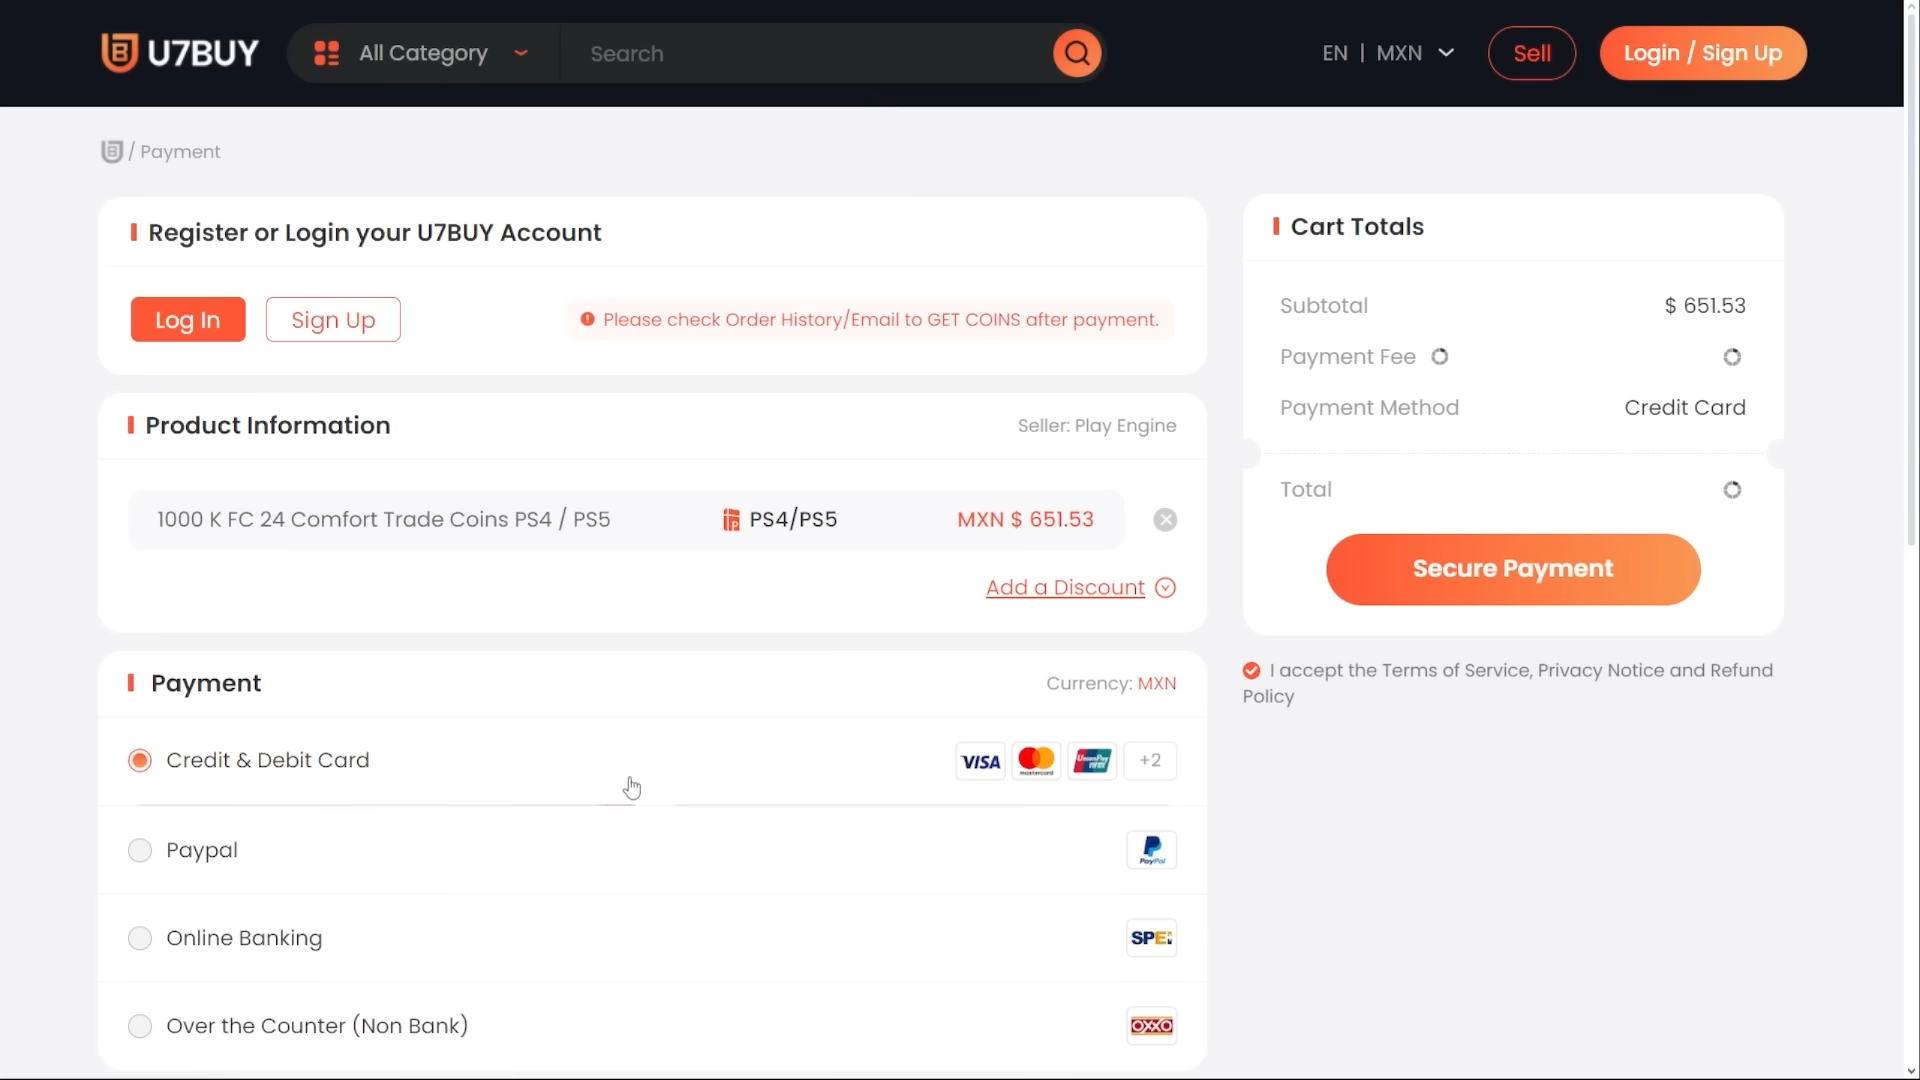 U7BUY
All Category
Search
EN | MXN
Sell
Login / Sign Up
/ Payment
Register or Login your U7BUY Account
Log In
Sign Up
Please check Order History/Email to GET COINS after payment.
Product Information
Seller: Play Engine
1000 K FC 24 Comfort Trade Coins PS4 / PS5
PS4/PS5
MXN $ 651.53
Add a Discount
Payment
Currency: MXN
Credit & Debit Card
VISA
mastercard
UnionPay
+2
Paypal
PayPal
Online Banking
SPEI
Over the Counter (Non Bank)
OXXO
Cart Totals
Subtotal
$ 651.53
Payment Fee
Payment Method
Credit Card
Total
Secure Payment
I accept the Terms of Service, Privacy Notice and Refund
Policy